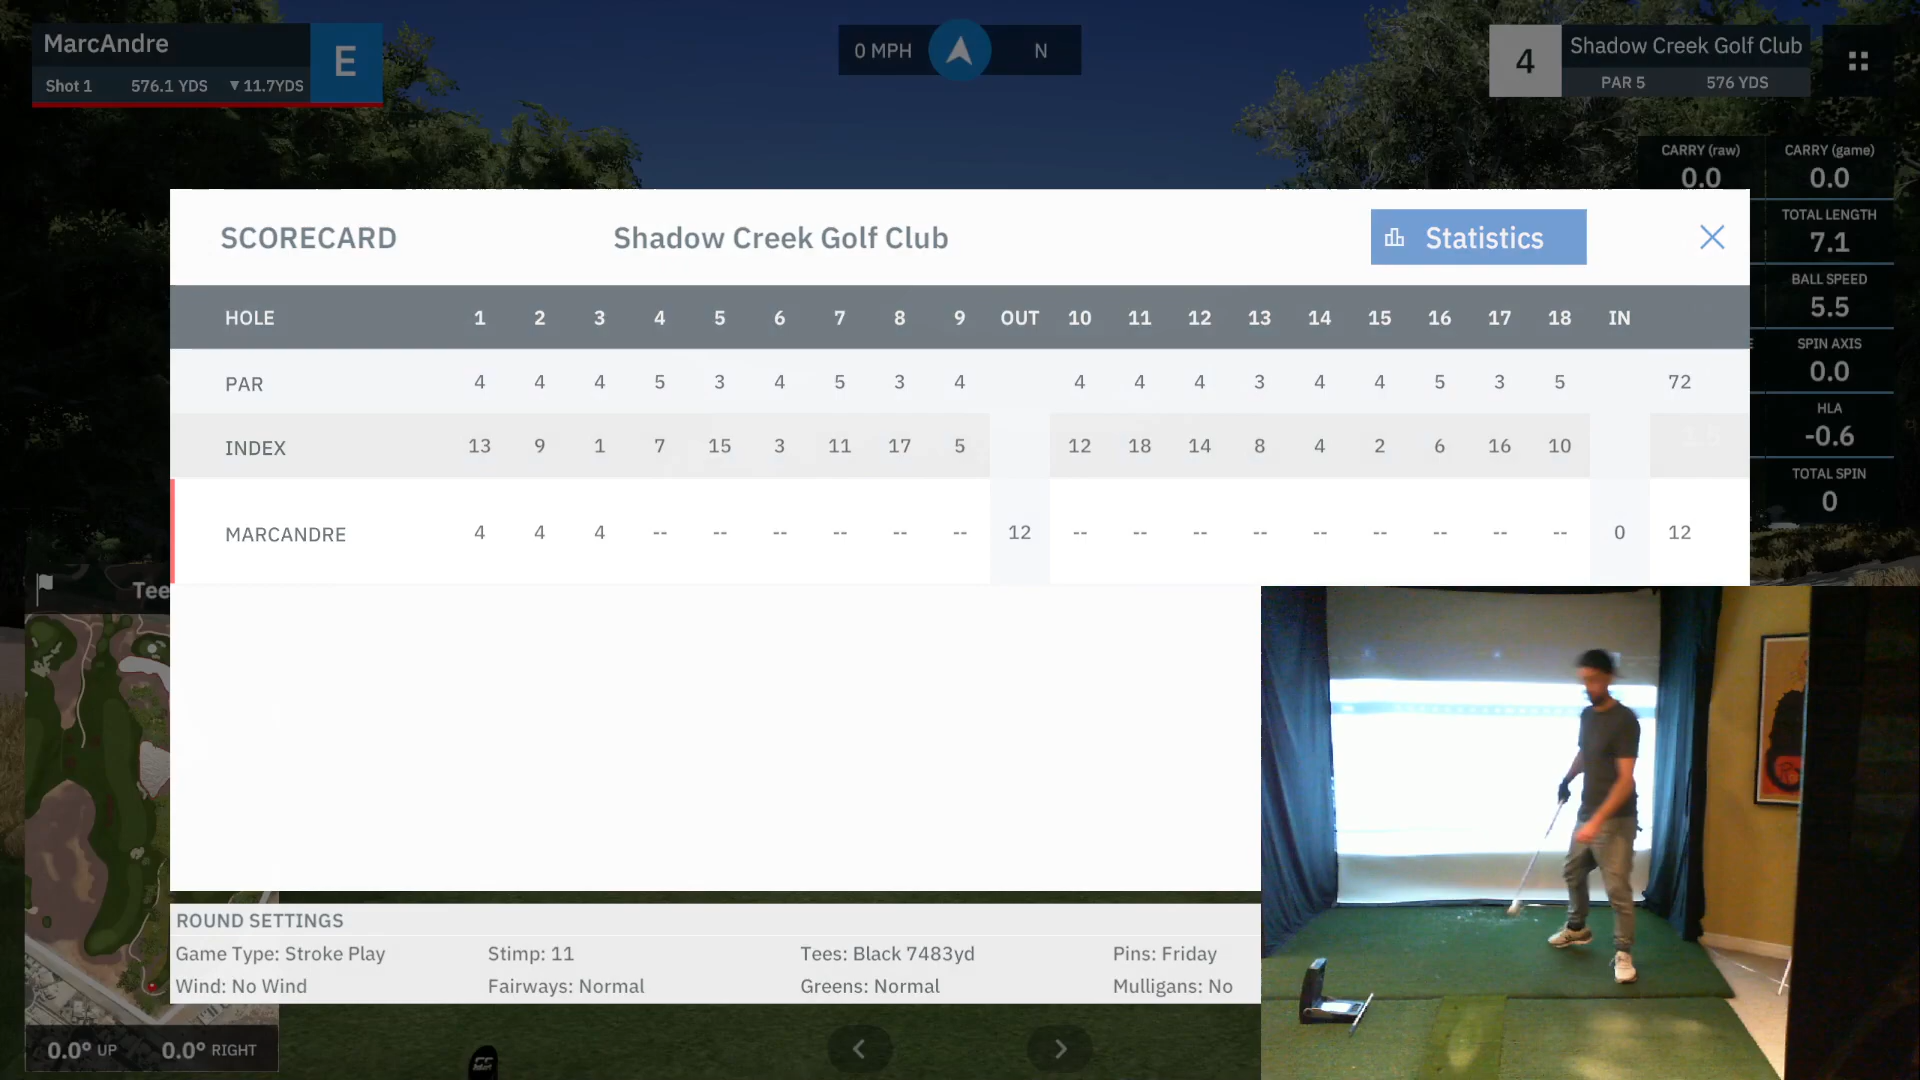 MarcAndre
E
Shot 1 576.1 YDS ▼11.7YDS
0 MPH N
4
Shadow Creek Golf Club
PAR 5 576 YDS
CARRY (raw) CARRY (game)
0.0 0.0
TOTAL LENGTH
7.1
BALL SPEED
5.5
SPIN AXIS
0.0
HLA
-0.6
TOTAL SPIN
0
SCORECARD Shadow Creek Golf Club Statistics
HOLE 1 2 3 4 5 6 7 8 9 OUT 10 11 12 13 14 15 16 17 18 IN
PAR 4 4 4 5 3 4 5 3 4 4 4 4 3 4 4 5 3 5 72
INDEX 13 9 1 7 15 3 11 17 5 12 18 14 8 4 2 6 16 10
MARCANDRE 4 4 4 -- -- -- -- -- -- 12 -- -- -- -- -- -- -- -- -- 0 12
Tee
ROUND SETTINGS
Game Type: Stroke Play Stimp: 11 Tees: Black 7483yd Pins: Friday
Wind: No Wind Fairways: Normal Greens: Normal Mulligans: No
0.0° UP 0.0° RIGHT